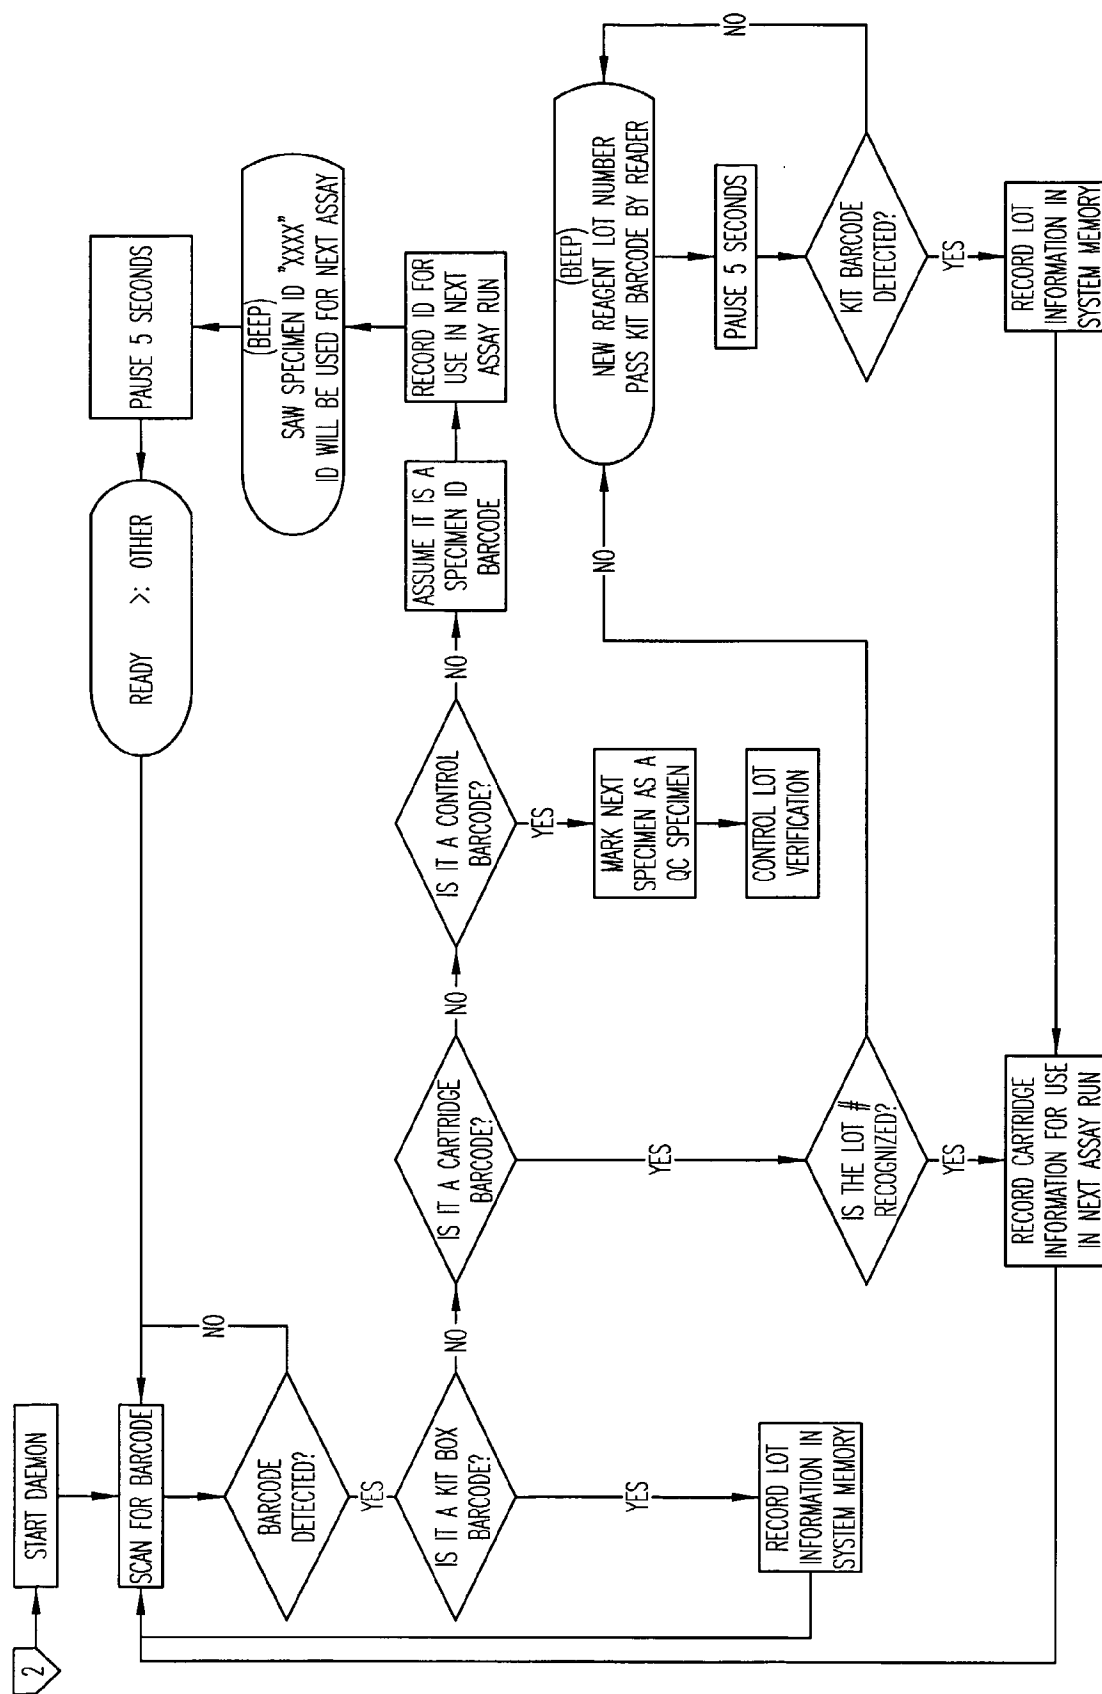 2
START DAEMON
SCAN FOR BARCODE
NO
BARCODE
DETECTED?
YES
IS IT A KIT BOX
BARCODE?
YES
RECORD LOT
INFORMATION IN
SYSTEM MEMORY
NO
IS IT A CARTRIDGE
BARCODE?
YES
IS THE LOT #
RECOGNIZED?
YES
RECORD CARTRIDGE
INFORMATION FOR USE
IN NEXT ASSAY RUN
NO
NO
IS IT A CONTROL
BARCODE?
YES
MARK NEXT
SPECIMEN AS A
QC SPECIMEN
CONTROL LOT
VERIFICATION
NO
ASSUME IT IS A
SPECIMEN ID
BARCODE
RECORD ID FOR
USE IN NEXT
ASSAY RUN
(BEEP)
SAW SPECIMEN ID "XXXX"
ID WILL BE USED FOR NEXT ASSAY
PAUSE 5 SECONDS
READY >: OTHER
(BEEP)
NEW REAGENT LOT NUMBER
PASS KIT BARCODE BY READER
PAUSE 5 SECONDS
KIT BARCODE
DETECTED?
NO
YES
RECORD LOT
INFORMATION IN
SYSTEM MEMORY